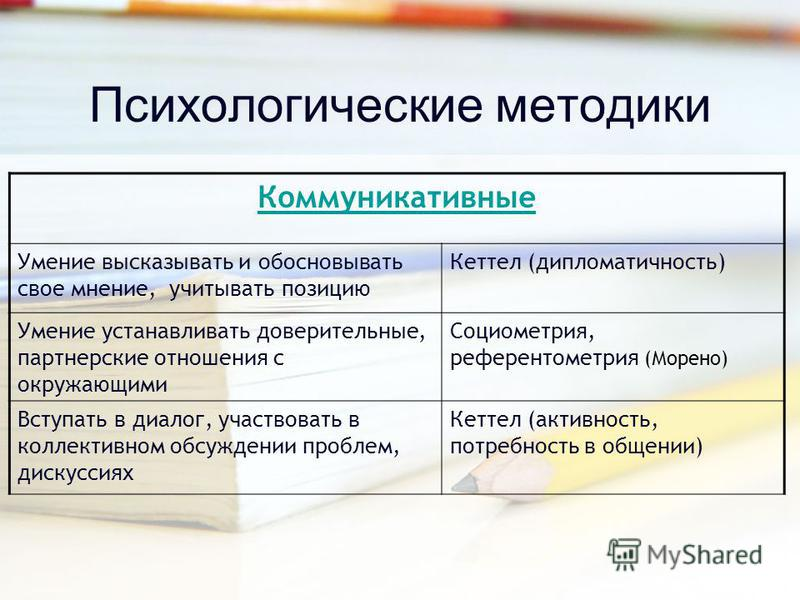 Психологические методики
Коммуникативные
Умение высказывать и обосновывать
свое мнение, учитывать позицию
Кеттел (дипломатичность)
Умение устанавливать доверительные,
партнерские отношения с
окружающими
Социометрия,
референтометрия (Морено)
Вступать в диалог, участвовать в
коллективном обсуждении проблем,
дискуссиях
Кеттел (активность,
потребность в общении)
MyShared